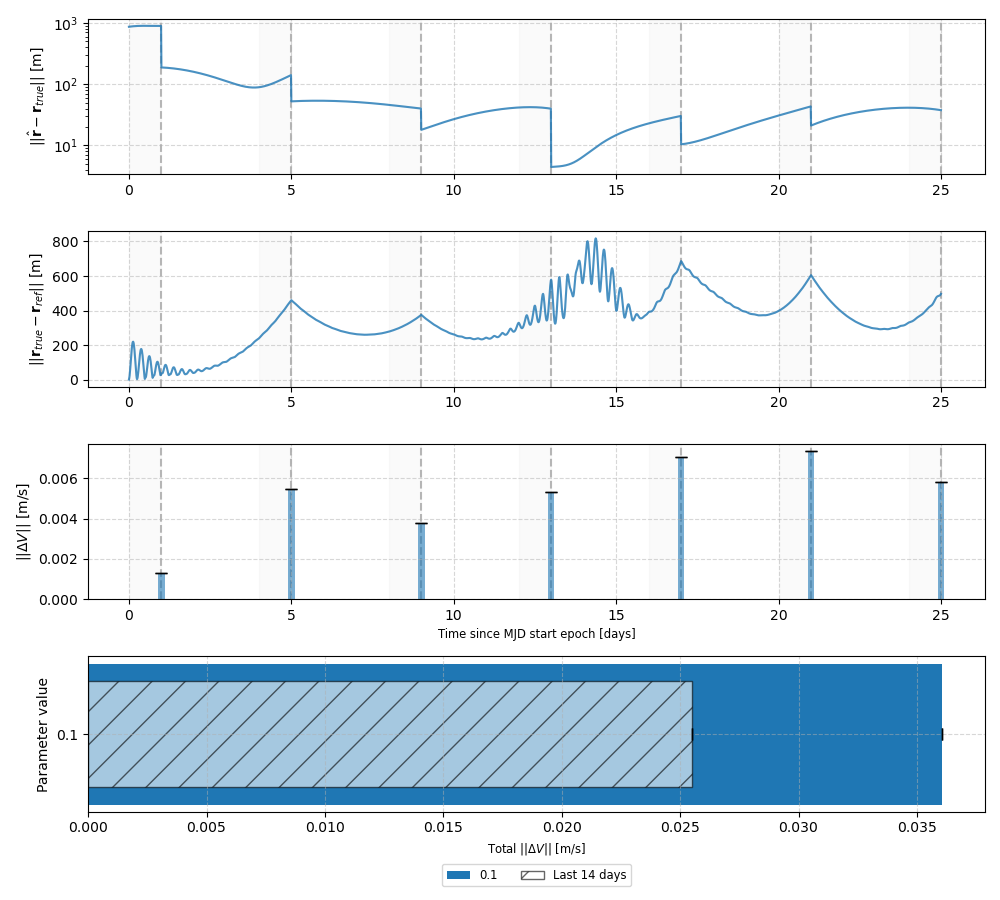 ||r̂ − r_true|| [m]
10³
10²
10¹
0 5 10 15 20 25
||r_true − r_ref|| [m]
800
600
400
200
0
0 5 10 15 20 25
||ΔV|| [m/s]
0.006
0.004
0.002
0.000
0 5 10 15 20 25
Time since MJD start epoch [days]
Parameter value
0.1
0.000 0.005 0.010 0.015 0.020 0.025 0.030 0.035
Total ||ΔV|| [m/s]
0.1 Last 14 days